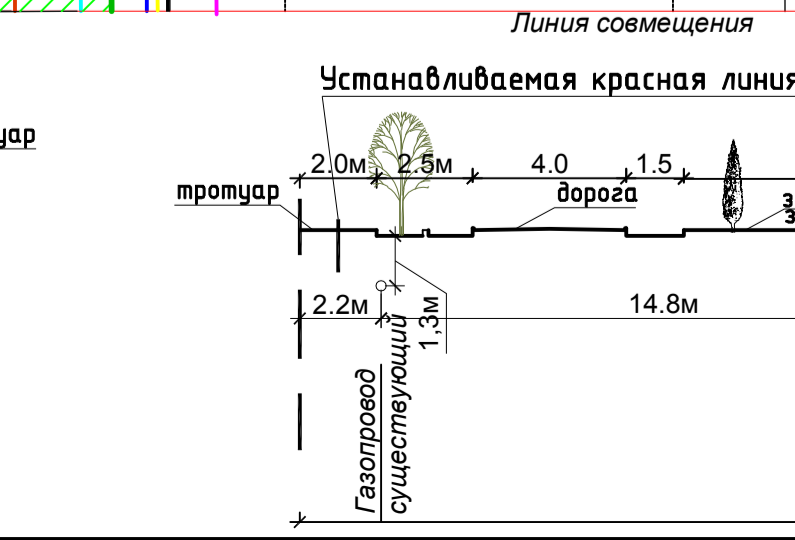 Линия совмещения
Устанавливаемая красная линия
2.0м 2.5м 4.0 1.5
тротуар
дорога
2.2м
1,3м
14.8м
Газопровод
существующий